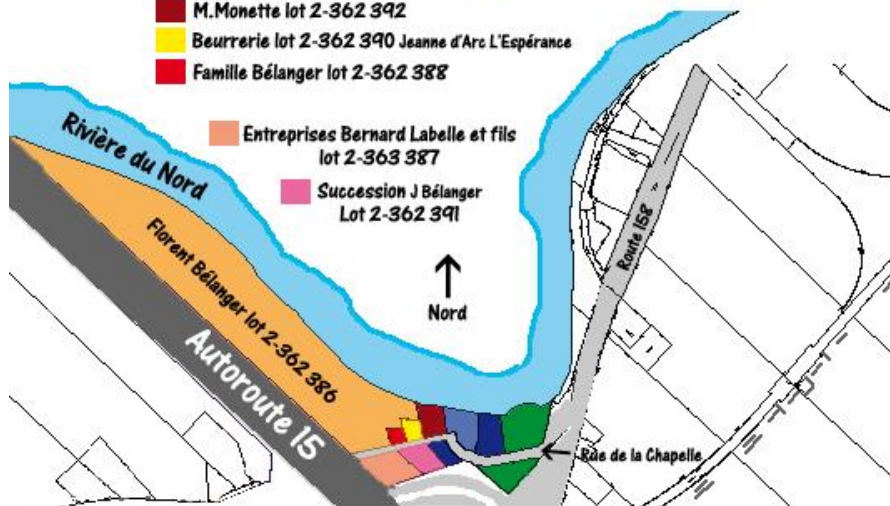 M.Monette lot 2-362 392
Beurrerie lot 2-362 390 Jeanne d'Arc L'Espérance
Famille Bélanger lot 2-362 388
Entreprises Bernard Labelle et fils
lot 2-363 387
Succession J Bélanger
Lot 2-362 391
Rivière du Nord
Florent Bélanger lot 2-362 386
Autoroute 15
Nord
Route 158
Rue de la Chapelle